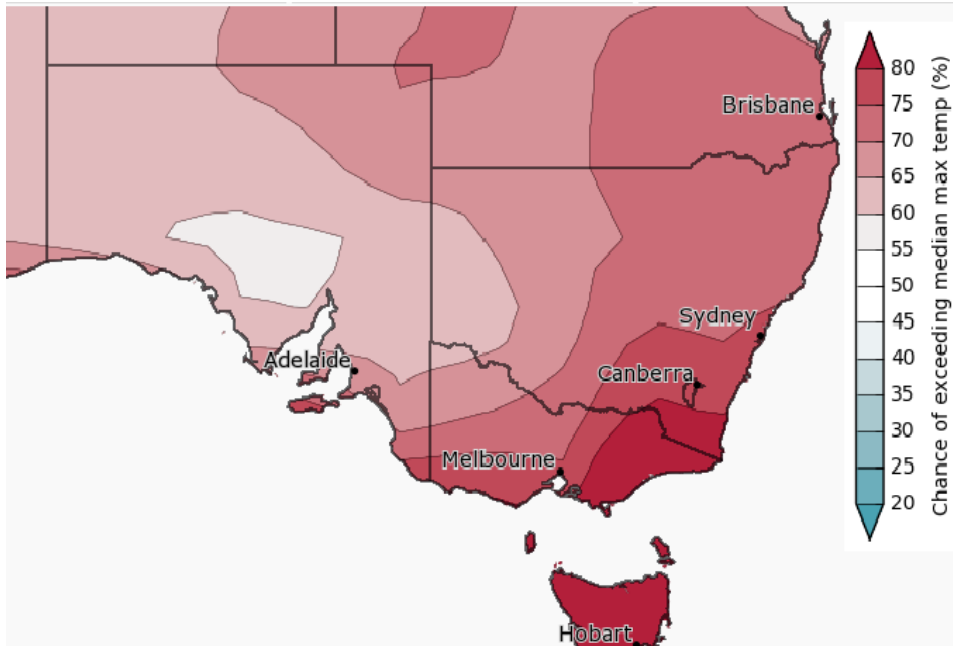 Brisbane
Sydney
Canberra
Adelaide
Melbourne
Hobart
80
75
70
65
60
55
50
45
40
35
30
25
20
Chance of exceeding median max temp (%)